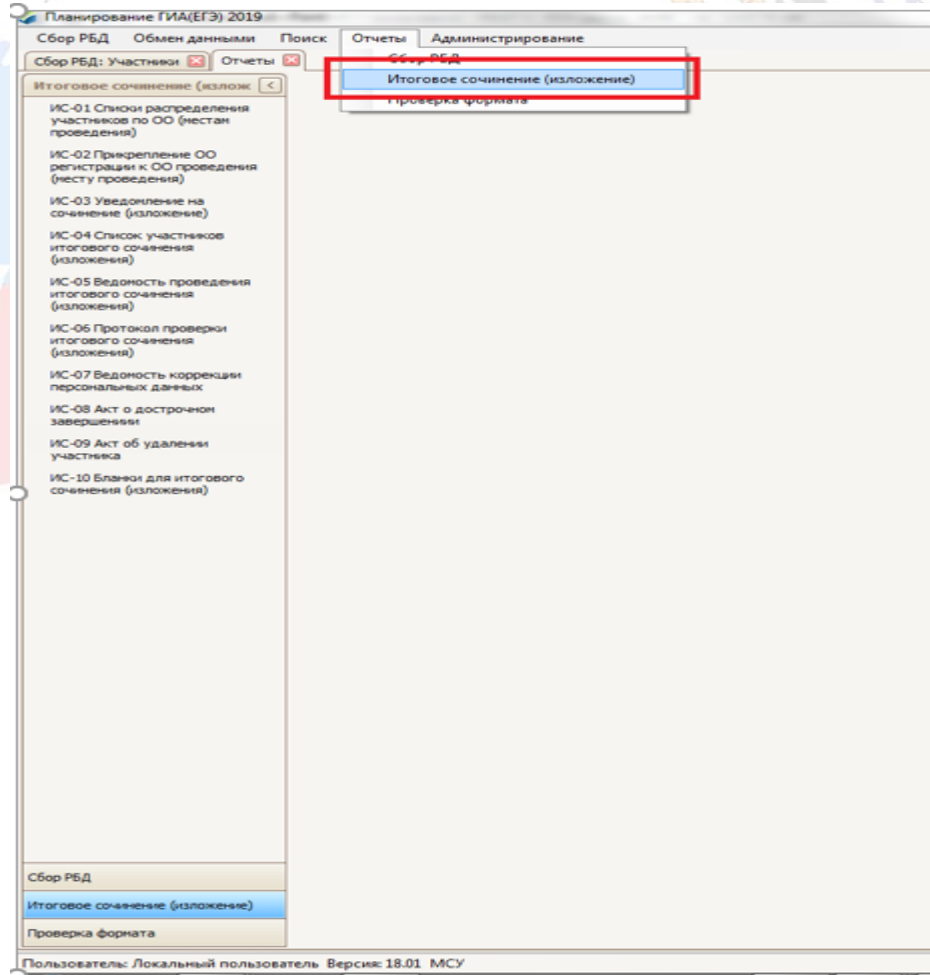 Планирование ГИА(ЕГЭ) 2019
Сбор РБД Обмен данными Поиск Отчеты Администрирование
Сбор РБД: Участники Отчеты
Сбор РБД
Итоговое сочинение (изложение)
Проверка формата
Итоговое сочинение (излож <
ИС-01 Списки распределения
участников по ОО (местам
проведения)
ИС-02 Прикрепление ОО
регистрации к ОО проведения
(месту проведения)
ИС-03 Уведомление на
сочинение (изложение)
ИС-04 Список участников
итогового сочинения
(изложения)
ИС-05 Ведомость проведения
итогового сочинения
(изложения)
ИС-06 Протокол проверки
итогового сочинения
(изложения)
ИС-07 Ведомость коррекции
персональных данных
ИС-08 Акт о дострочном
завершениии
ИС-09 Акт об удалении
участника
ИС-10 Бланки для итогового
сочинения (изложения)
Сбор РБД
Итоговое сочинение (изложение)
Проверка формата
Пользователь: Локальный пользователь Версия: 18.01 МСУ